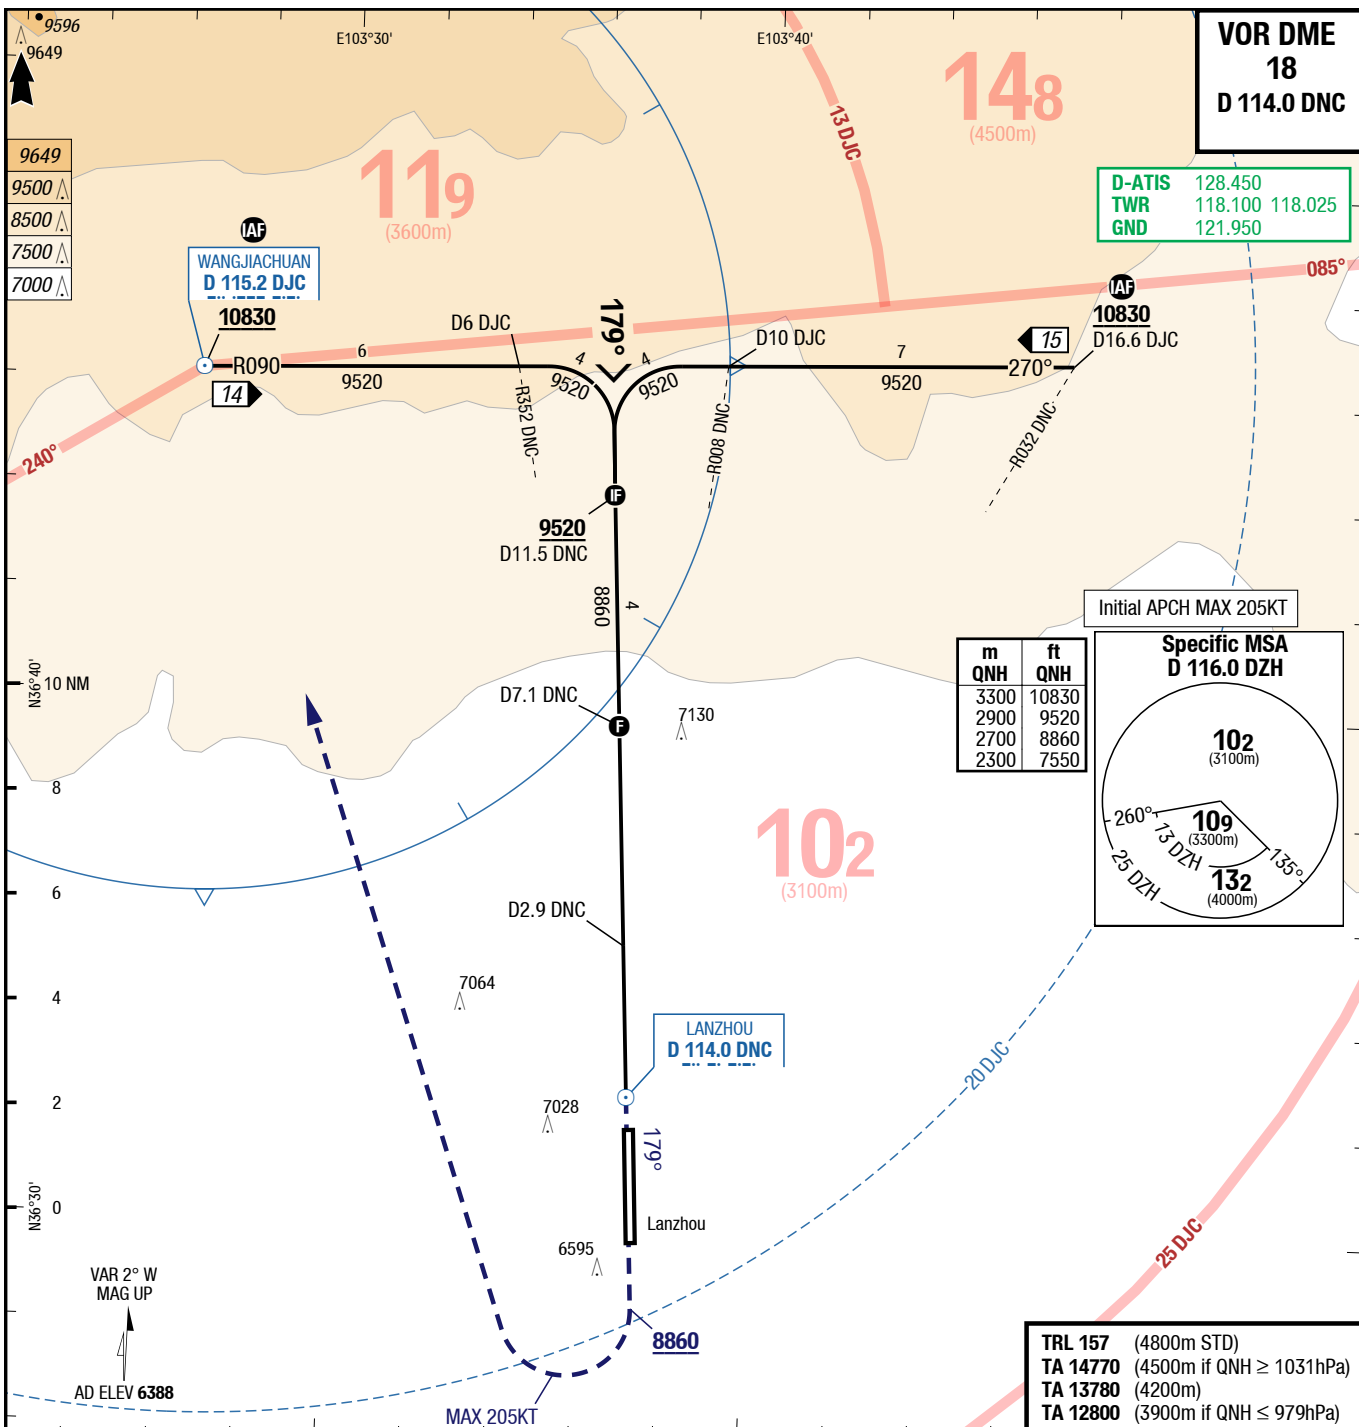 9596
9649
E103°30'
E103°40'
VOR DME
18
D 114.0 DNC
148
(4500m)
13 DJC
9649
9500
8500
7500
7000
119
(3600m)
D-ATIS 128.450
TWR 118.100 118.025
GND 121.950
IAF
WANGJIACHUAN
D 115.2 DJC
10830
085°
IAF
10830
D16.6 DJC
D6 DJC
179°
D10 DJC
15
R090
6
4
4
7
270°
9520
9520
9520
9520
14
240°
R352 DNC
R008 DNC
R032 DNC
IF
9520
D11.5 DNC
8860
4
Initial APCH MAX 205KT
m ft
QNH QNH
3300 10830
2900 9520
2700 8860
2300 7550
Specific MSA
D 116.0 DZH
102
(3100m)
260°
109
(3300m)
13 DZH
135°
25 DZH
132
(4000m)
N36°40'
10 NM
D7.1 DNC
F
7130
8
102
(3100m)
6
D2.9 DNC
7064
4
LANZHOU
D 114.0 DNC
20 DJC
2
7028
179°
N36°30'
0
Lanzhou
6595
25 DJC
VAR 2° W
MAG UP
AD ELEV 6388
8860
MAX 205KT
TRL 157 (4800m STD)
TA 14770 (4500m if QNH ≥ 1031hPa)
TA 13780 (4200m)
TA 12800 (3900m if QNH ≤ 979hPa)